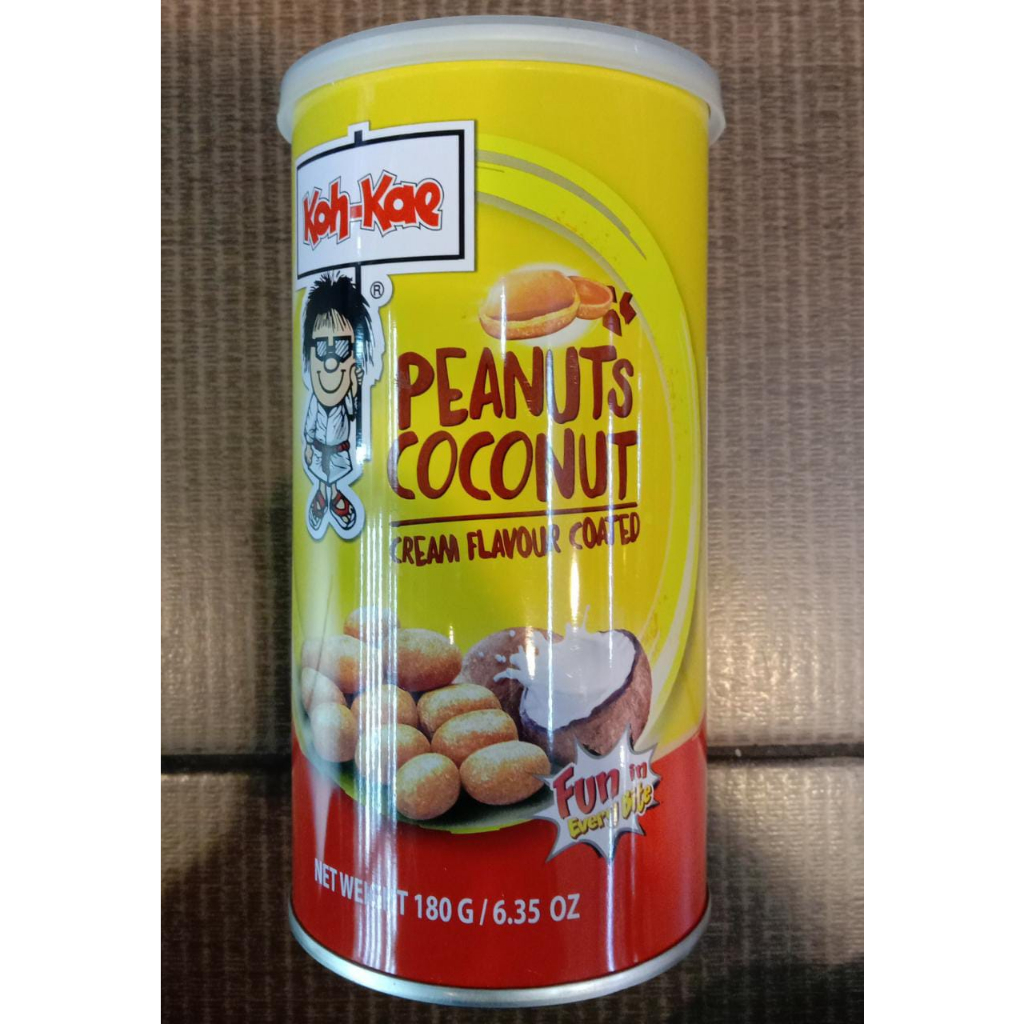 Koh-Kae
®
PEANUTS
COCONUT
CREAM FLAVOUR COATED
Fun in
Every Bite
NET WEIGHT 180 G / 6.35 OZ